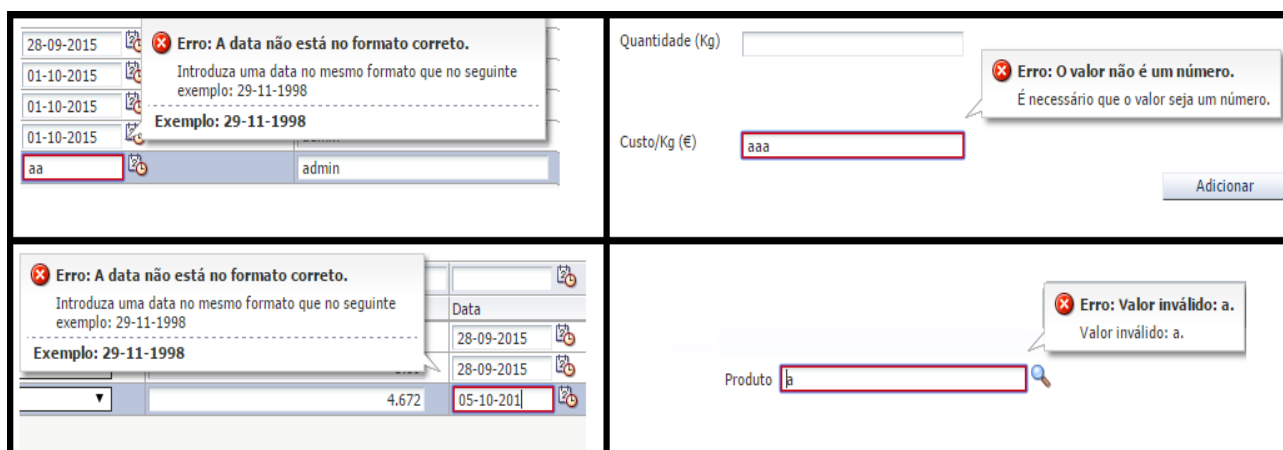 28-09-2015
Erro: A data não está no formato correto.
01-10-2015
Introduza uma data no mesmo formato que no seguinte
exemplo: 29-11-1998
01-10-2015
Exemplo: 29-11-1998
01-10-2015
aa admin
Quantidade (Kg)
Erro: O valor não é um número.
É necessário que o valor seja um número.
Custo/Kg (€) aaa
Adicionar
Erro: A data não está no formato correto.
Introduza uma data no mesmo formato que no seguinte
exemplo: 29-11-1998
Exemplo: 29-11-1998
Data
28-09-2015
28-09-2015
4.672 05-10-201
Erro: Valor inválido: a.
Valor inválido: a.
Produto a